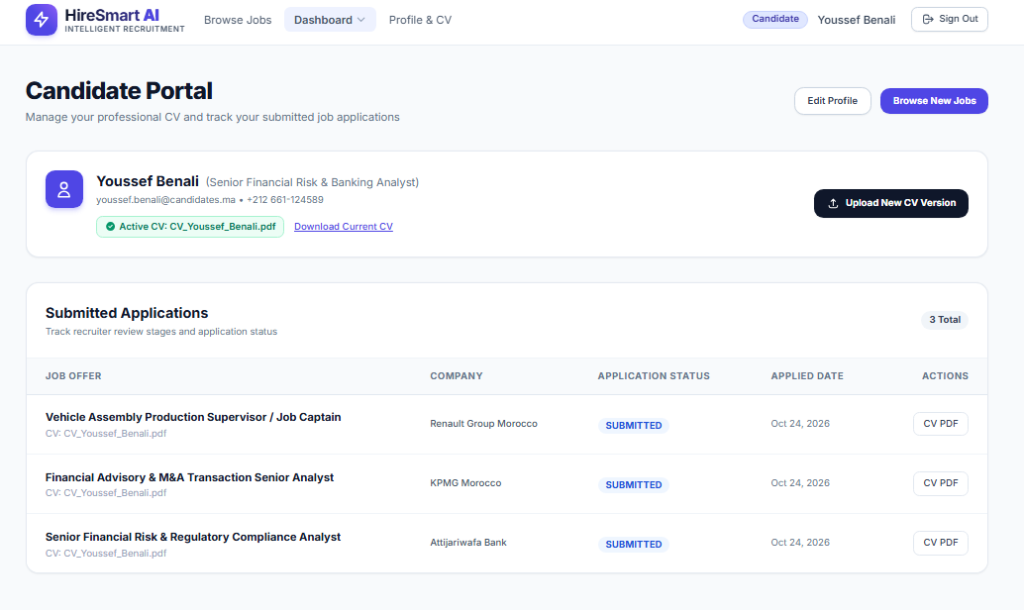 HireSmart AI
INTELLIGENT RECRUITMENT
Browse Jobs
Dashboard
Profile & CV
Candidate
Youssef Benali
Sign Out
Candidate Portal
Manage your professional CV and track your submitted job applications
Edit Profile
Browse New Jobs
Youssef Benali (Senior Financial Risk & Banking Analyst)
youssef.benali@candidates.ma • +212 661-124589
Active CV: CV_Youssef_Benali.pdf
Download Current CV
Upload New CV Version
Submitted Applications
Track recruiter review stages and application status
3 Total
JOB OFFER COMPANY APPLICATION STATUS APPLIED DATE ACTIONS
Vehicle Assembly Production Supervisor / Job Captain
CV: CV_Youssef_Benali.pdf
Renault Group Morocco
SUBMITTED
Oct 24, 2026
CV PDF
Financial Advisory & M&A Transaction Senior Analyst
CV: CV_Youssef_Benali.pdf
KPMG Morocco
SUBMITTED
Oct 24, 2026
CV PDF
Senior Financial Risk & Regulatory Compliance Analyst
CV: CV_Youssef_Benali.pdf
Attijariwafa Bank
SUBMITTED
Oct 24, 2026
CV PDF